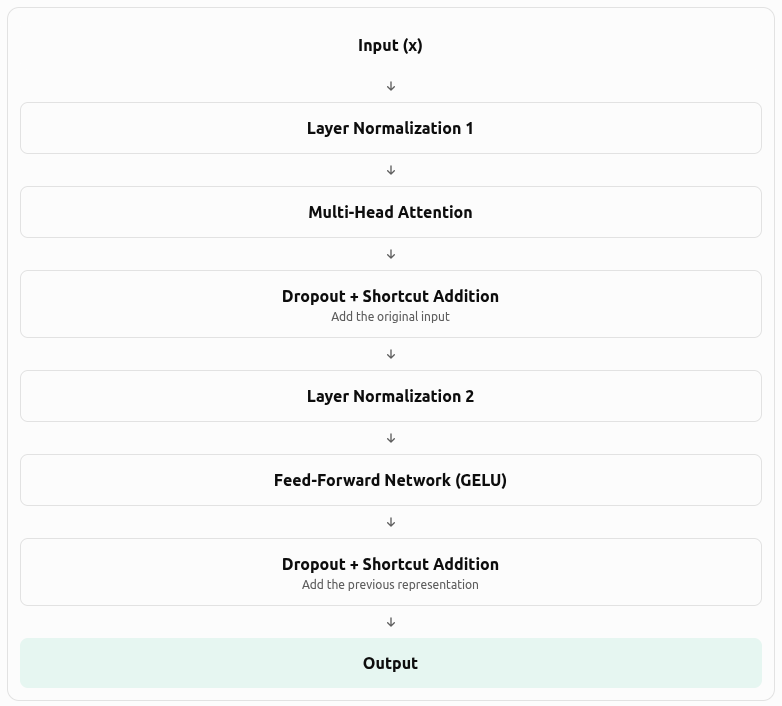 Input (x)
↓
Layer Normalization 1
↓
Multi-Head Attention
↓
Dropout + Shortcut Addition
Add the original input
↓
Layer Normalization 2
↓
Feed-Forward Network (GELU)
↓
Dropout + Shortcut Addition
Add the previous representation
↓
Output